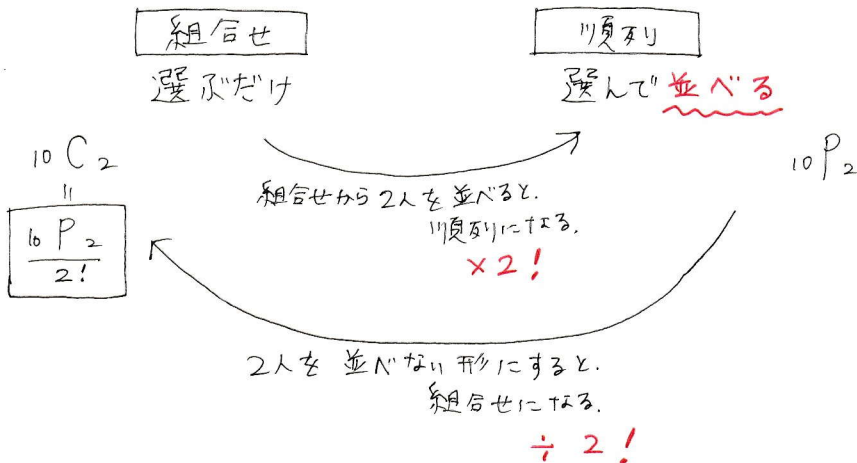 組合せ
順列
選ぶだけ
選んで並べる
₁₀C₂
=
₁₀P₂
2!
₁₀P₂
組合せから2人を並べると、
順列になる。
×2!
2人を並べない形にすると、
組合せになる。
÷2!